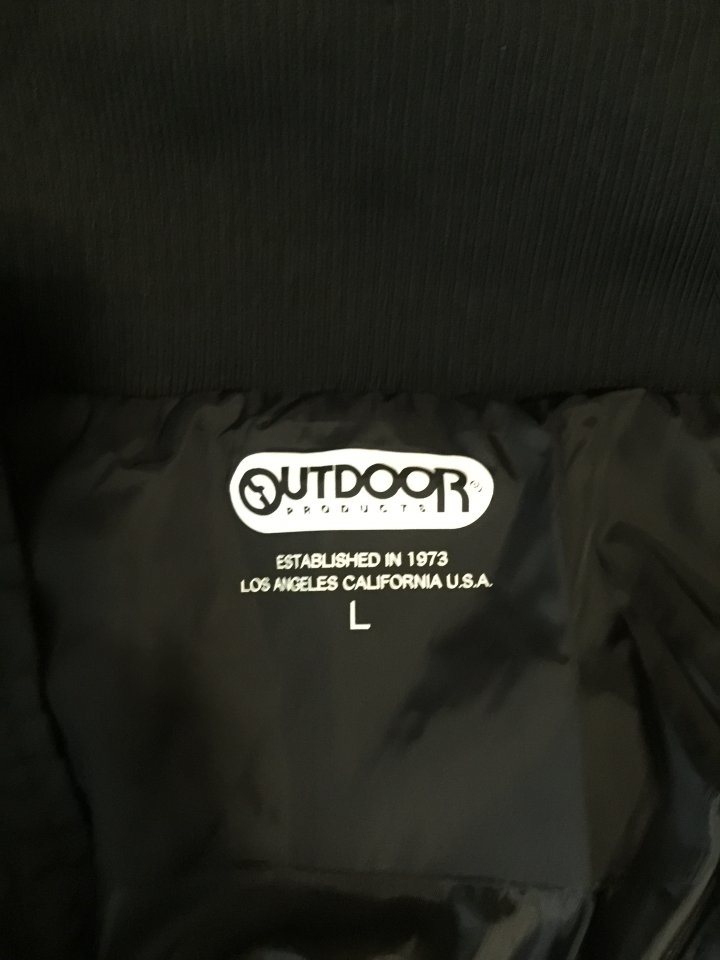 OUTDOOR®
PRODUCTS
ESTABLISHED IN 1973
LOS ANGELES CALIFORNIA U.S.A.
L